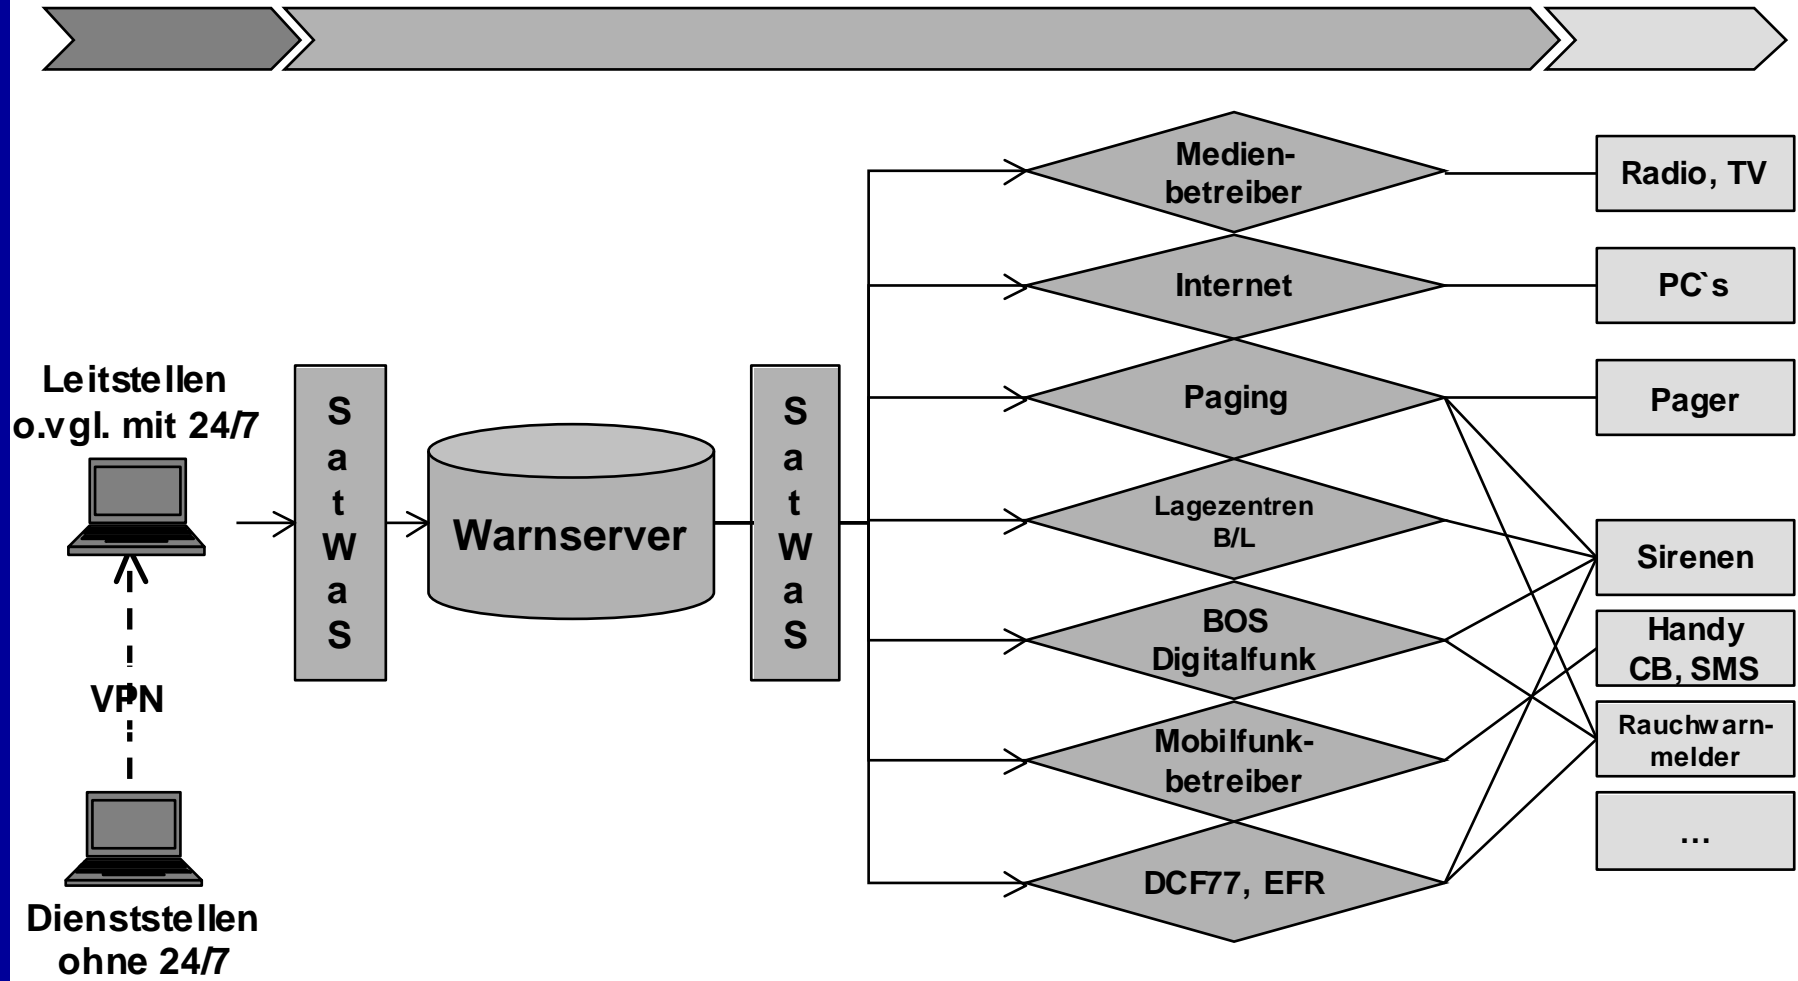 Medien-
betreiber
Radio, TV
Internet
PC`s
Leitstellen
o.vgl. mit 24/7
S
a
t
W
a
S
Warnserver
S
a
t
W
a
S
Paging
Pager
Lagezentren
B/L
Sirenen
BOS
Digitalfunk
Handy
CB, SMS
VPN
Mobilfunk-
betreiber
Rauchwarn-
melder
...
DCF77, EFR
Dienststellen
ohne 24/7